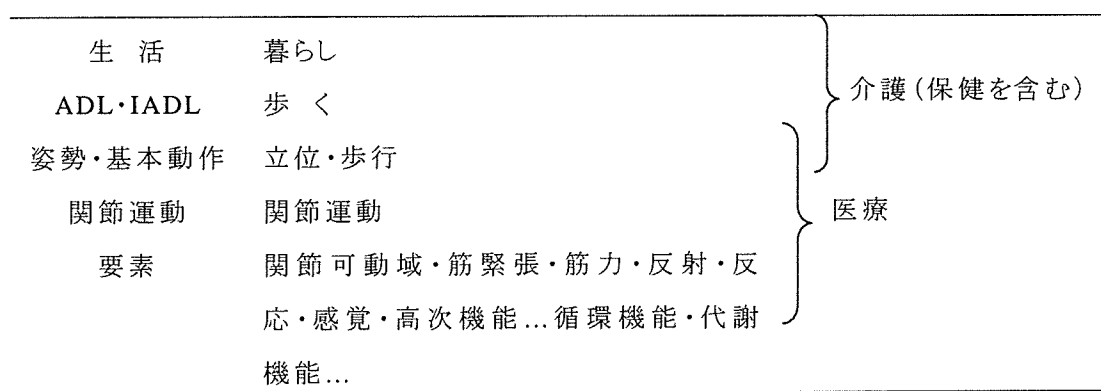 生 活 暮らし
介護(保健を含む)
ADL・IADL 歩 く
姿勢・基本動作 立位・歩行
関節運動 関節運動
医療
要素 関節可動域・筋緊張・筋力・反射・反
応・感覚・高次機能…循環機能・代謝
機能…